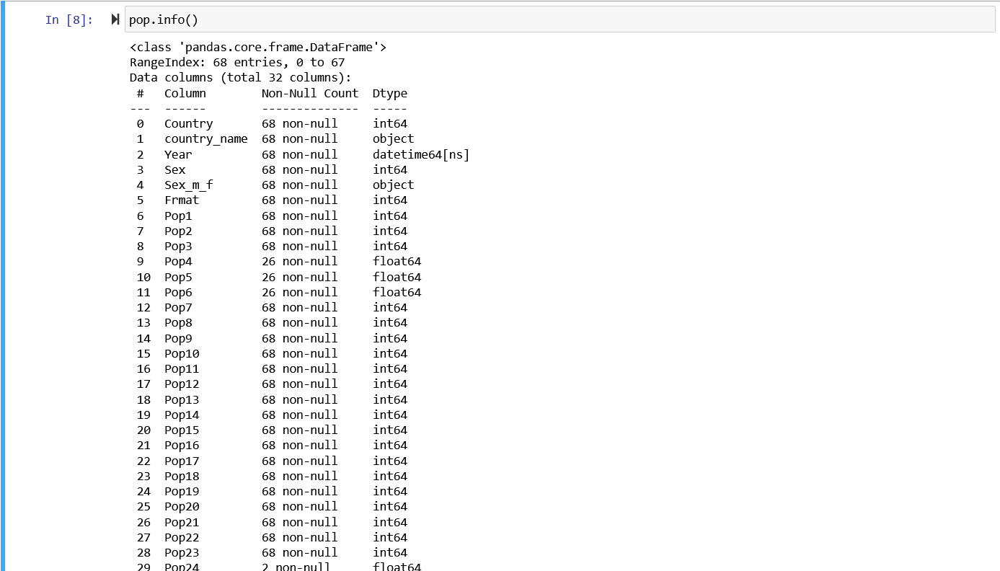 In [8]: pop.info()
<class 'pandas.core.frame.DataFrame'>
RangeIndex: 68 entries, 0 to 67
Data columns (total 32 columns):
 #   Column        Non-Null Count  Dtype
---  ------        --------------  -----
 0   Country       68 non-null     int64
 1   country_name  68 non-null     object
 2   Year          68 non-null     datetime64[ns]
 3   Sex           68 non-null     int64
 4   Sex_m_f       68 non-null     object
 5   Frmat         68 non-null     int64
 6   Pop1          68 non-null     int64
 7   Pop2          68 non-null     int64
 8   Pop3          68 non-null     int64
 9   Pop4          26 non-null     float64
 10  Pop5          26 non-null     float64
 11  Pop6          26 non-null     float64
 12  Pop7          68 non-null     int64
 13  Pop8          68 non-null     int64
 14  Pop9          68 non-null     int64
 15  Pop10         68 non-null     int64
 16  Pop11         68 non-null     int64
 17  Pop12         68 non-null     int64
 18  Pop13         68 non-null     int64
 19  Pop14         68 non-null     int64
 20  Pop15         68 non-null     int64
 21  Pop16         68 non-null     int64
 22  Pop17         68 non-null     int64
 23  Pop18         68 non-null     int64
 24  Pop19         68 non-null     int64
 25  Pop20         68 non-null     int64
 26  Pop21         68 non-null     int64
 27  Pop22         68 non-null     int64
 28  Pop23         68 non-null     int64
 29  Pop24         2 non-null      float64